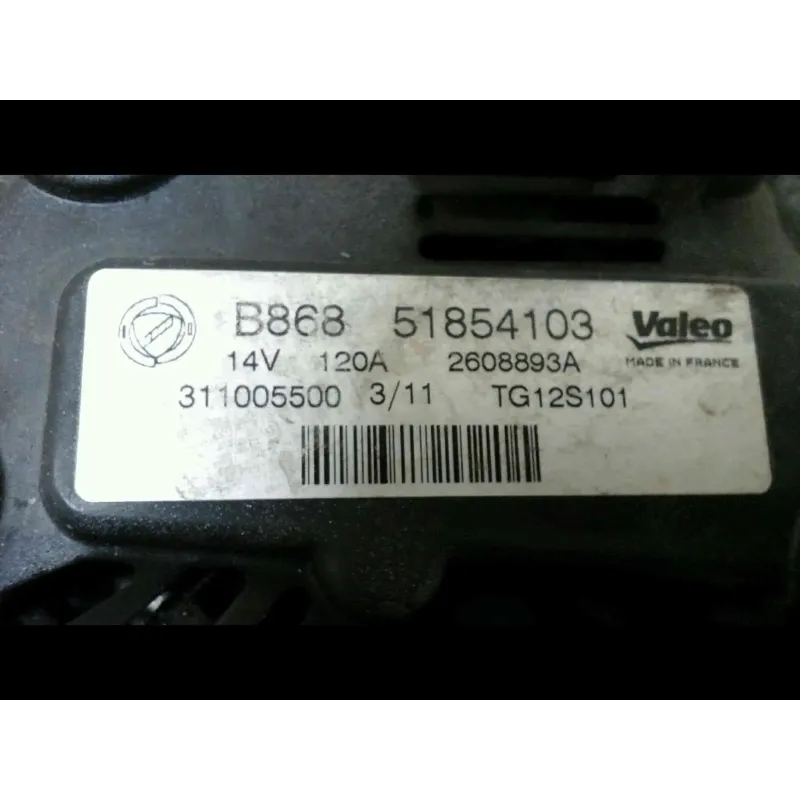 B868 51854103 Valeo
14V 120A 2608893A MADE IN FRANCE
311005500 3/11 TG12S101